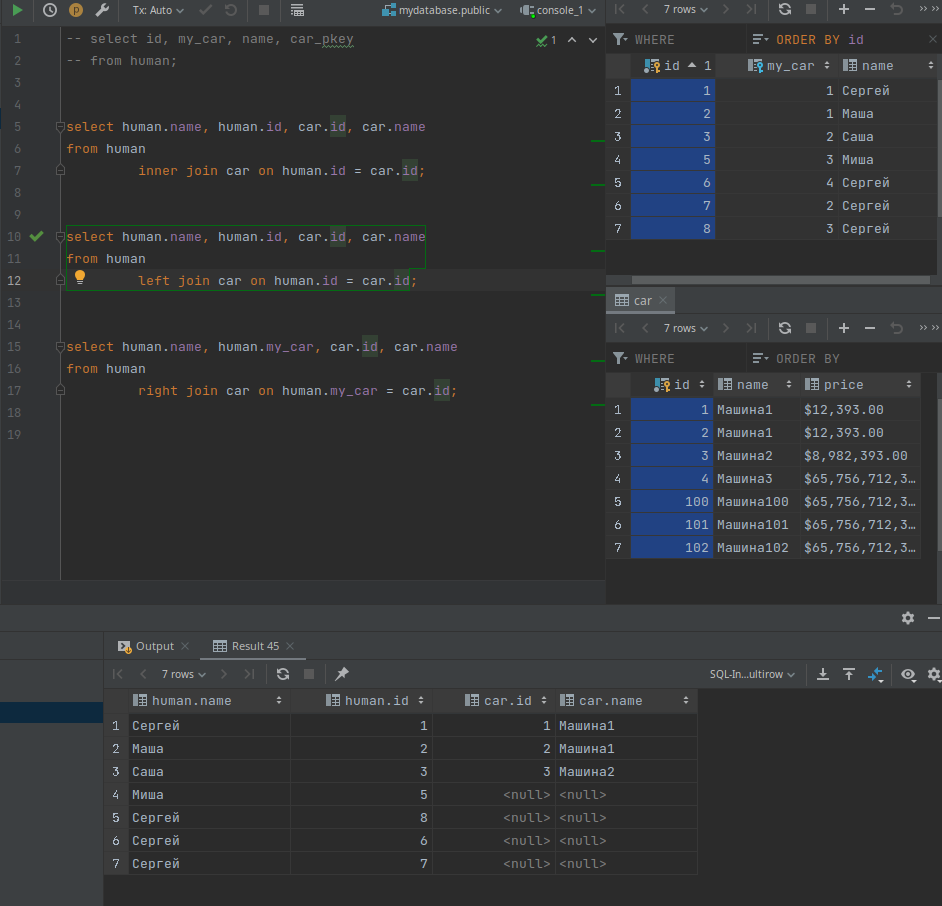 Tx: Auto
mydatabase.public
console_1
1 -- select id, my_car, name, car_pkey
2 -- from human;
3
4
5 select human.name, human.id, car.id, car.name
6 from human
7 inner join car on human.id = car.id;
8
9
10 select human.name, human.id, car.id, car.name
11 from human
12 left join car on human.id = car.id;
13
14
15 select human.name, human.my_car, car.id, car.name
16 from human
17 right join car on human.my_car = car.id;
18
19
1
7 rows
WHERE ORDER BY id
id 1 my_car name
1 1 1 Сергей
2 2 1 Маша
3 3 2 Саша
4 5 3 Миша
5 6 4 Сергей
6 7 2 Сергей
7 8 3 Сергей
car
7 rows
WHERE ORDER BY
id name price
1 1 Машина1 $12,393.00
2 2 Машина1 $12,393.00
3 3 Машина2 $8,982,393.00
4 4 Машина3 $65,756,712,3…
5 100 Машина100 $65,756,712,3…
6 101 Машина101 $65,756,712,3…
7 102 Машина102 $65,756,712,3…
Output Result 45
7 rows
SQL-In...ultirow
human.name human.id car.id car.name
1 Сергей 1 1 Машина1
2 Маша 2 2 Машина1
3 Саша 3 3 Машина2
4 Миша 5 <null> <null>
5 Сергей 8 <null> <null>
6 Сергей 6 <null> <null>
7 Сергей 7 <null> <null>